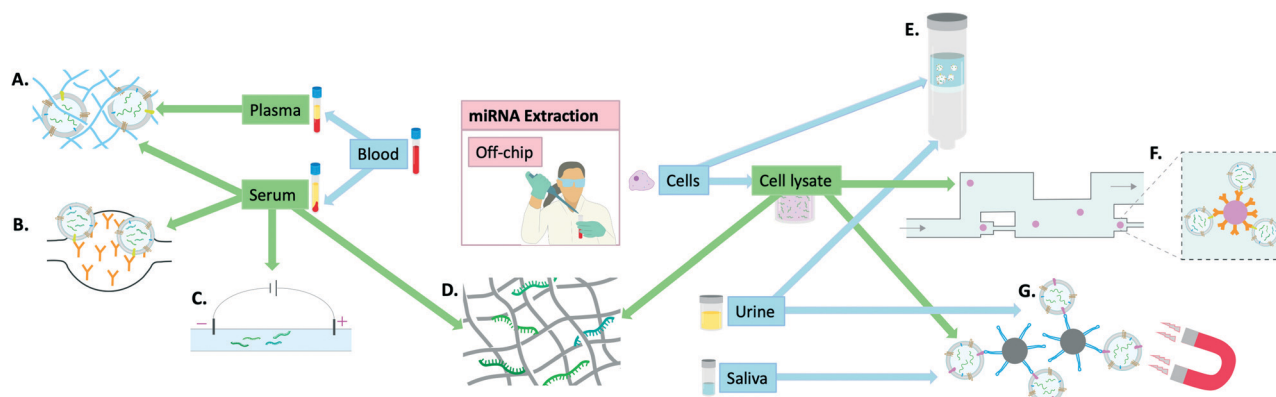 A.
Plasma
Blood
Serum
B.
C.
−
+
miRNA Extraction
Off-chip
D.
Cells
Cell lysate
E.
F.
Urine
G.
Saliva